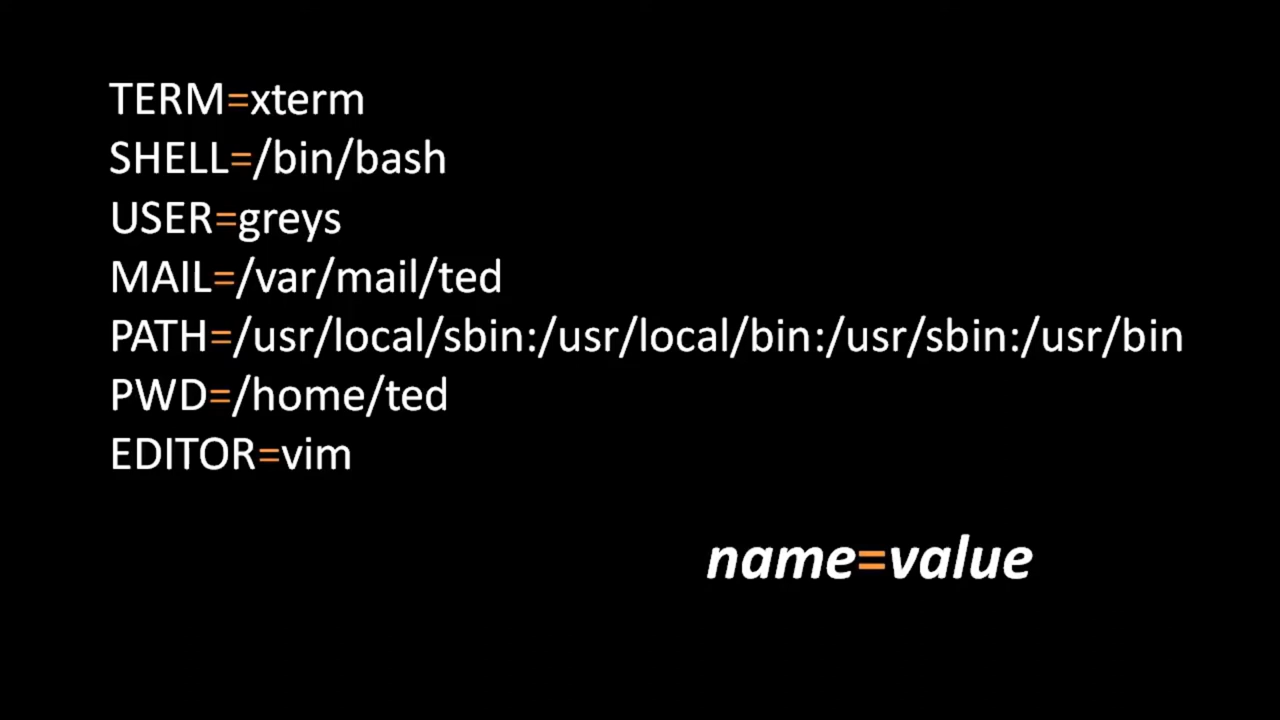 TERM=xterm
SHELL=/bin/bash
USER=greys
MAIL=/var/mail/ted
PATH=/usr/local/sbin:/usr/local/bin:/usr/sbin:/usr/bin
PWD=/home/ted
EDITOR=vim
name=value